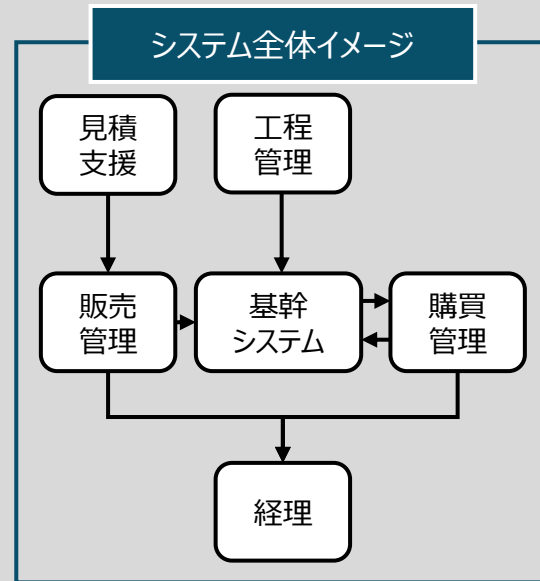 システム全体イメージ
見積
支援
工程
管理
販売
管理
基幹
システム
購買
管理
経理